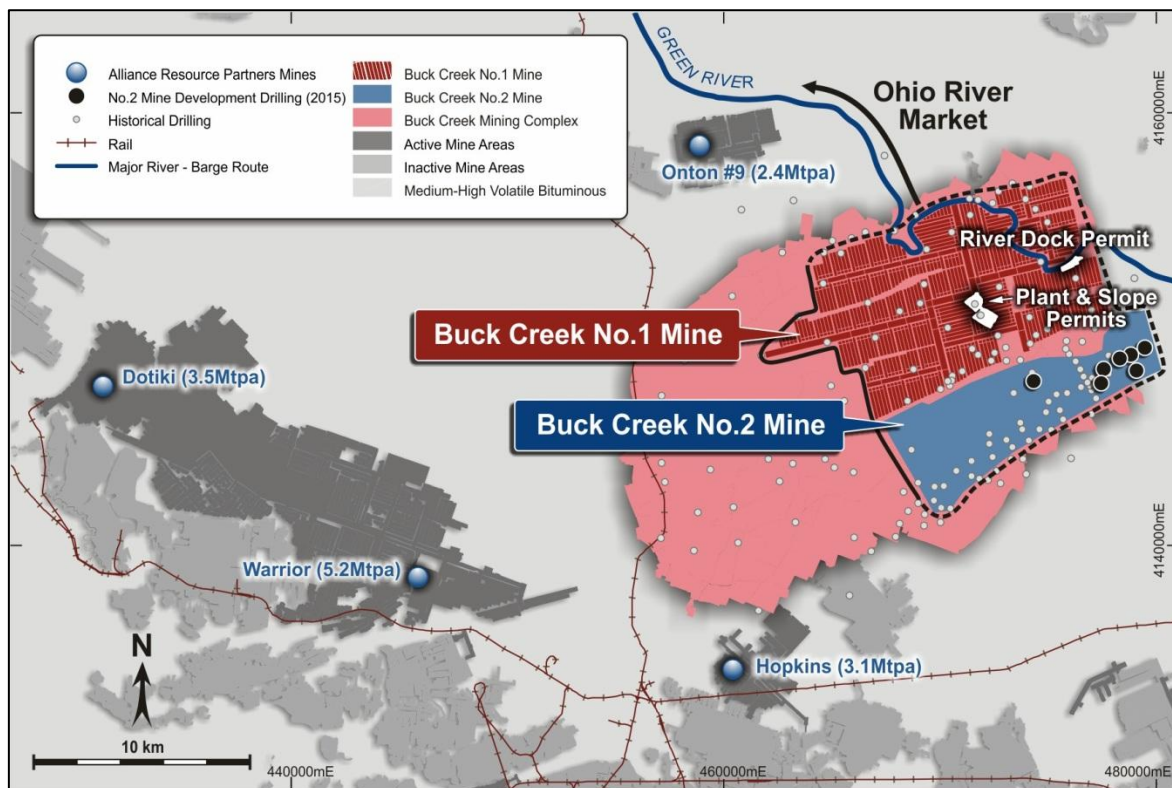 Alliance Resource Partners Mines
No.2 Mine Development Drilling (2015)
Historical Drilling
Rail
Major River - Barge Route
Buck Creek No.1 Mine
Buck Creek No.2 Mine
Buck Creek Mining Complex
Active Mine Areas
Inactive Mine Areas
Medium-High Volatile Bituminous
GREEN RIVER
Ohio River
Market
4160000mE
Onton #9 (2.4Mtpa)
River Dock Permit
Plant & Slope
Permits
Buck Creek No.1 Mine
Dotiki (3.5Mtpa)
Buck Creek No.2 Mine
4140000mE
Warrior (5.2Mtpa)
Hopkins (3.1Mtpa)
N
10 km
440000mE
460000mE
480000mE